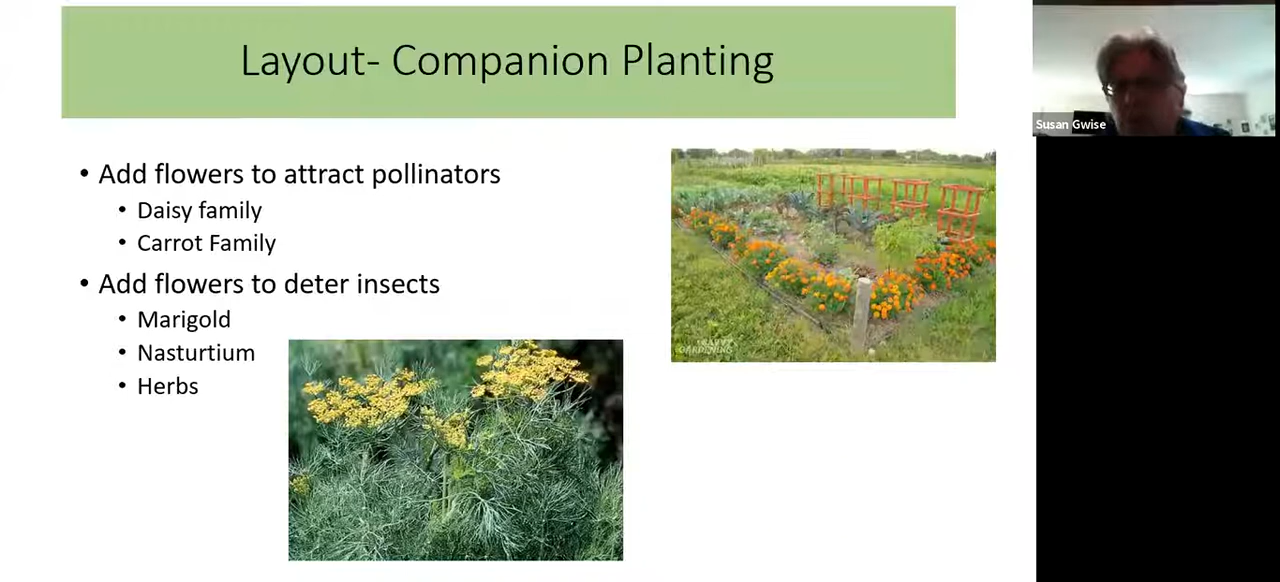 Layout- Companion Planting
Susan Gwise
• Add flowers to attract pollinators
• Daisy family
• Carrot Family
• Add flowers to deter insects
• Marigold
• Nasturtium
• Herbs
GARDENING